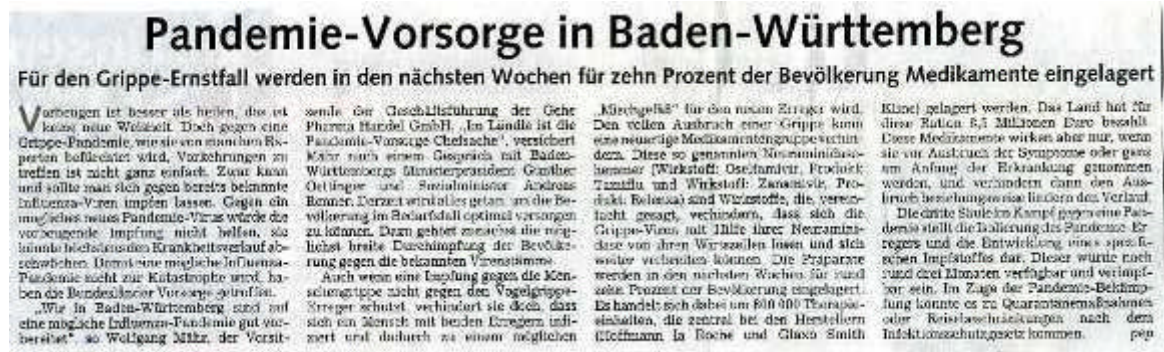 Pandemie-Vorsorge in Baden-Württemberg
Für den Grippe-Ernstfall werden in den nächsten Wochen für zehn Prozent der Bevölkerung Medikamente eingelagert
Vorbeugen ist besser als heilen, das ist
keine neue Weisheit. Doch gegen eine
Grippe-Pandemie, wie sie von manchen Ex-
perten befürchtet wird, Vorkehrungen zu
treffen ist nicht ganz einfach. Zwar kann
und sollte man sich gegen bereits bekannte
Influenza-Viren impfen lassen. Gegen ein
mögliches neues Pandemie-Virus würde die
vorbeugende Impfung nicht helfen, sie
könnte höchstens den Krankheitsverlauf ab-
schwächen. Damit eine mögliche Influenza-
Pandemie nicht zur Katastrophe wird, ha-
ben die Bundesländer Vorsorge getroffen.
„Wir in Baden-Württemberg sind auf
eine mögliche Influenza-Pandemie gut vor-
bereitet“, so Wolfgang Mähr, der Vorsit-
zende der Geschäftsführung der Gehe
Pharma Handel GmbH. „Im Ländle ist die
Pandemie-Vorsorge Chefsache“, versichert
Mähr nach einem Gespräch mit Baden-
Württembergs Ministerpräsident Günther
Oettinger und Sozialminister Andreas
Renner. Derzeit wird alles getan, um die Be-
völkerung im Bedarfsfall optimal versorgen
zu können. Dazu gehört zunächst die mög-
lichst breite Durchimpfung der Bevölke-
rung gegen die bekannten Virenstämme.
Auch wenn eine Impfung gegen die Men-
schengrippe nicht gegen den Vogelgrippe-
Erreger schützt, verhindert sie doch, dass
sich ein Mensch mit beiden Erregern infi-
ziert und dadurch zu einem möglichen
„Mischgefäß“ für den neuen Erreger wird.
Den vollen Ausbruch einer Grippe kann
eine neuartige Medikamentengruppe verhin-
dern. Diese so genannten Neuraminidase-
hemmer (Wirkstoff: Oseltamivir, Produkt:
Tamiflu und Wirkstoff: Zanamivir, Pro-
dukt: Relenza) sind Wirkstoffe, die, verein-
facht gesagt, verhindern, dass sich die
Grippe-Viren mit Hilfe ihrer Neuramini-
dase von ihren Wirtszellen lösen und sich
weiter verbreiten können. Die Präparate
werden in den nächsten Wochen für rund
zehn Prozent der Bevölkerung eingelagert.
Es handelt sich dabei um 800 000 Therapie-
einheiten, die zentral bei den Herstellern
(Hoffmann la Roche und Glaxo Smith
Kline) gelagert werden. Das Land hat für
diese Ration 8,5 Millionen Euro bezahlt.
Diese Medikamente wirken aber nur, wenn
sie vor Ausbruch der Symptome oder ganz
am Anfang der Erkrankung genommen
werden, und verhindern dann den Aus-
bruch beziehungsweise lindern den Verlauf.
Die dritte Säule im Kampf gegen eine Pan-
demie stellt die Isolierung des Pandemie-Er-
regers und die Entwicklung eines spezifi-
schen Impfstoffes dar. Dieser würde nach
rund drei Monaten verfügbar und verimpf-
bar sein. Im Zuge der Pandemie-Bekämp-
fung könnte es zu Quarantänemaßnahmen
oder Reisebeschränkungen nach dem
Infektionsschutzgesetz kommen. pep